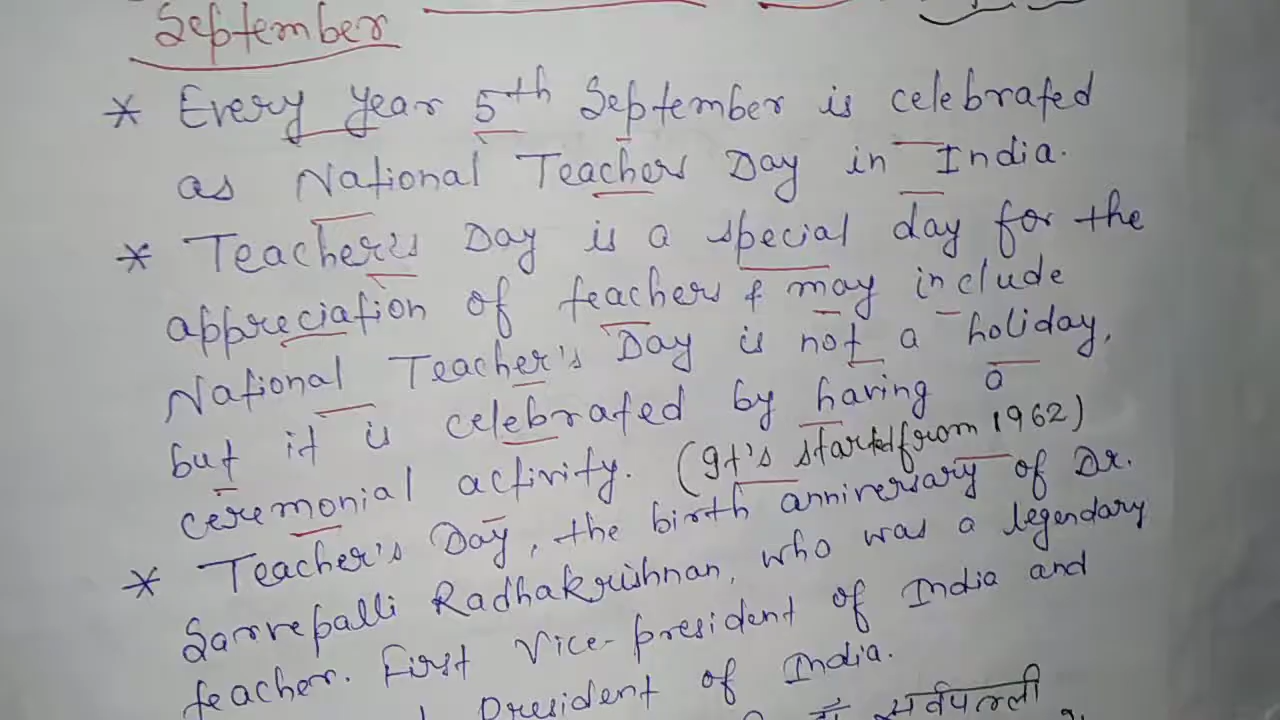 September
* Every year 5th September is celebrated
as National Teachers Day in India.
* Teacher's Day is a special day for the
appreciation of teachers & may include
National Teacher's Day is not a holiday,
but it is celebrated by having a
ceremonial activity. (It's started from 1962)
* Teacher's Day, the birth anniversary of Dr.
Sarvepalli Radhakrishnan, who was a legendary
teacher. First Vice-president of India and
President of India.
सर्वपल्ली